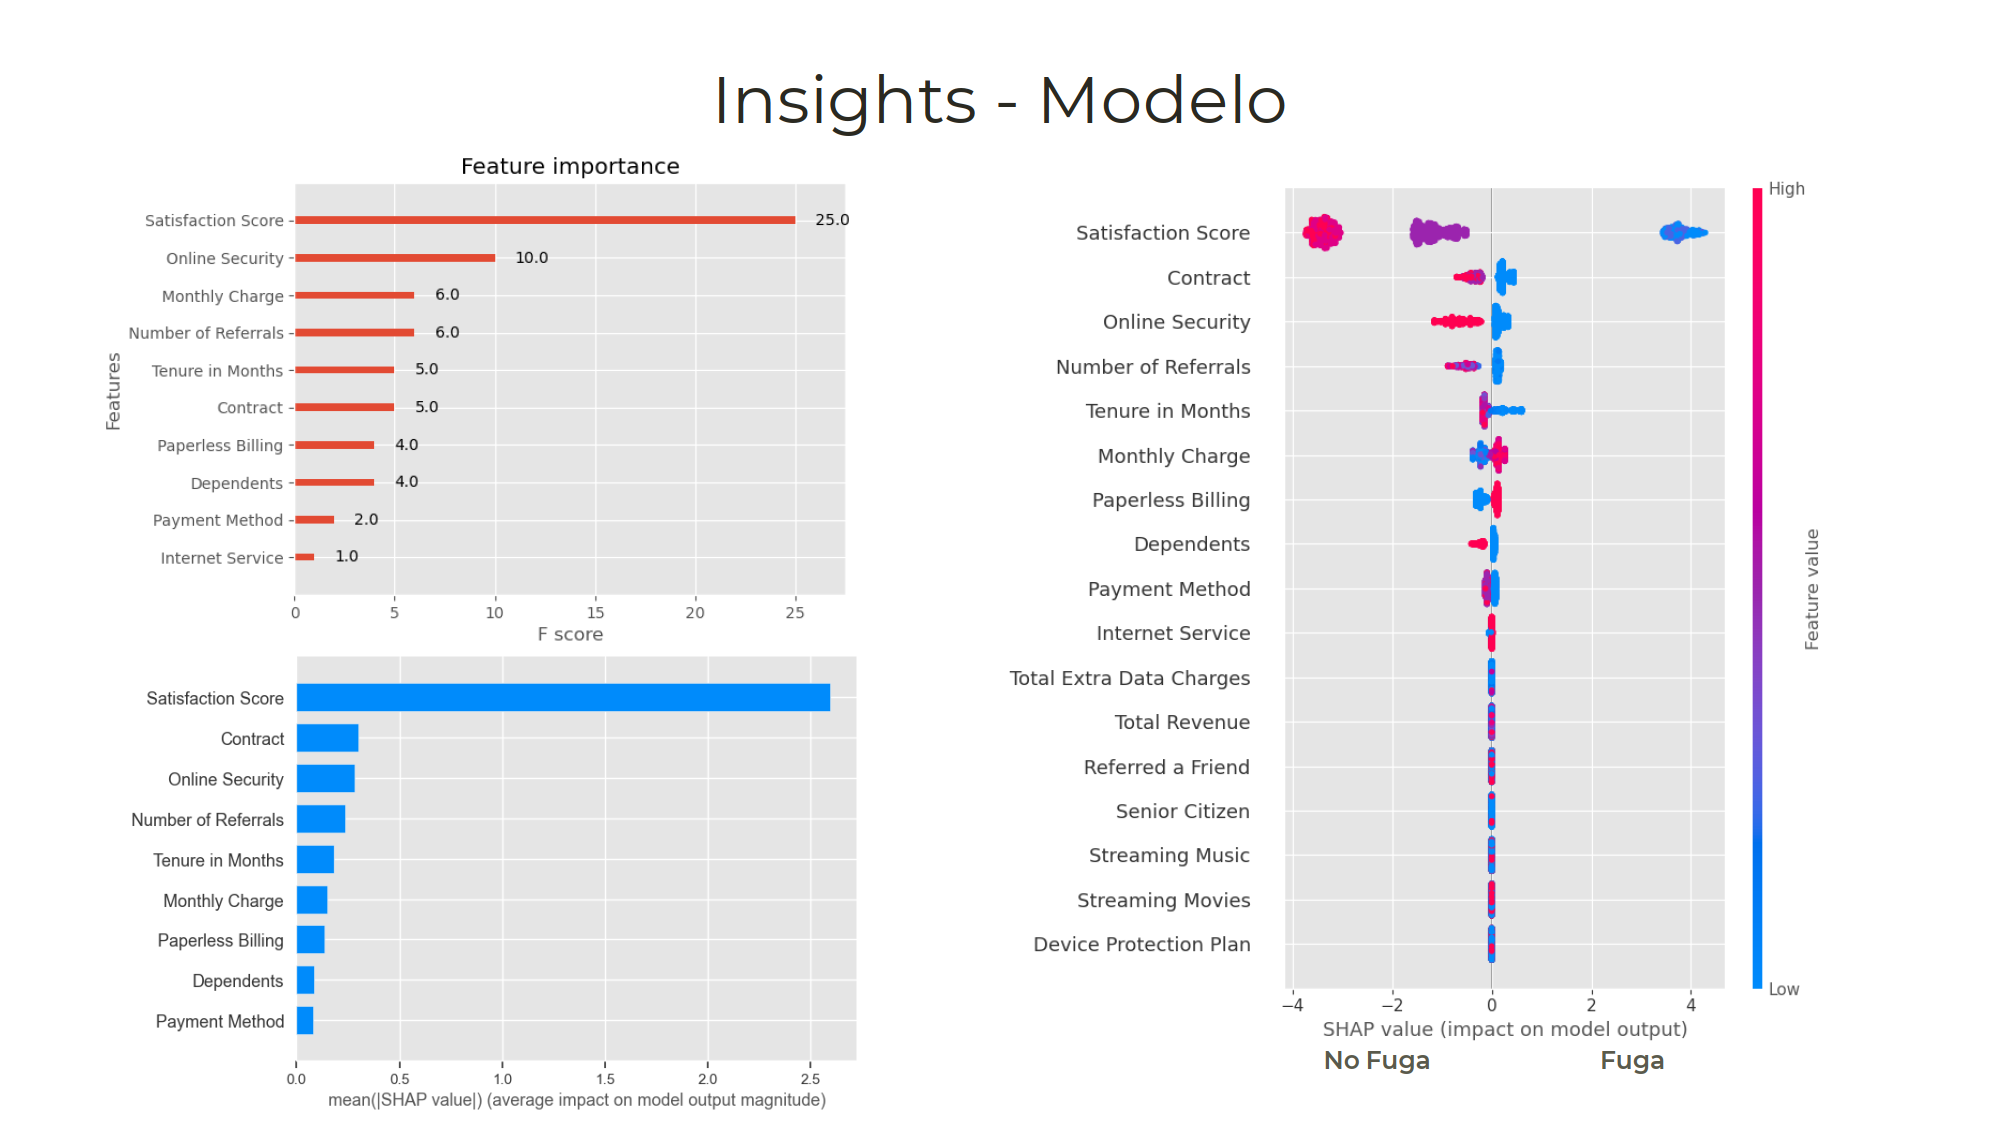 Insights - Modelo
Feature importance
Satisfaction Score
25.0
Online Security
10.0
Monthly Charge
6.0
Number of Referrals
6.0
Tenure in Months
5.0
Contract
5.0
Paperless Billing
4.0
Dependents
4.0
Payment Method
2.0
Internet Service
1.0
Features
0 5 10 15 20 25
F score
Satisfaction Score
Contract
Online Security
Number of Referrals
Tenure in Months
Monthly Charge
Paperless Billing
Dependents
Payment Method
0.0 0.5 1.0 1.5 2.0 2.5
mean(|SHAP value|) (average impact on model output magnitude)
High
Satisfaction Score
Contract
Online Security
Number of Referrals
Tenure in Months
Monthly Charge
Paperless Billing
Dependents
Payment Method
Internet Service
Total Extra Data Charges
Total Revenue
Referred a Friend
Senior Citizen
Streaming Music
Streaming Movies
Device Protection Plan
Feature value
Low
−4 −2 0 2 4
SHAP value (impact on model output)
No Fuga Fuga